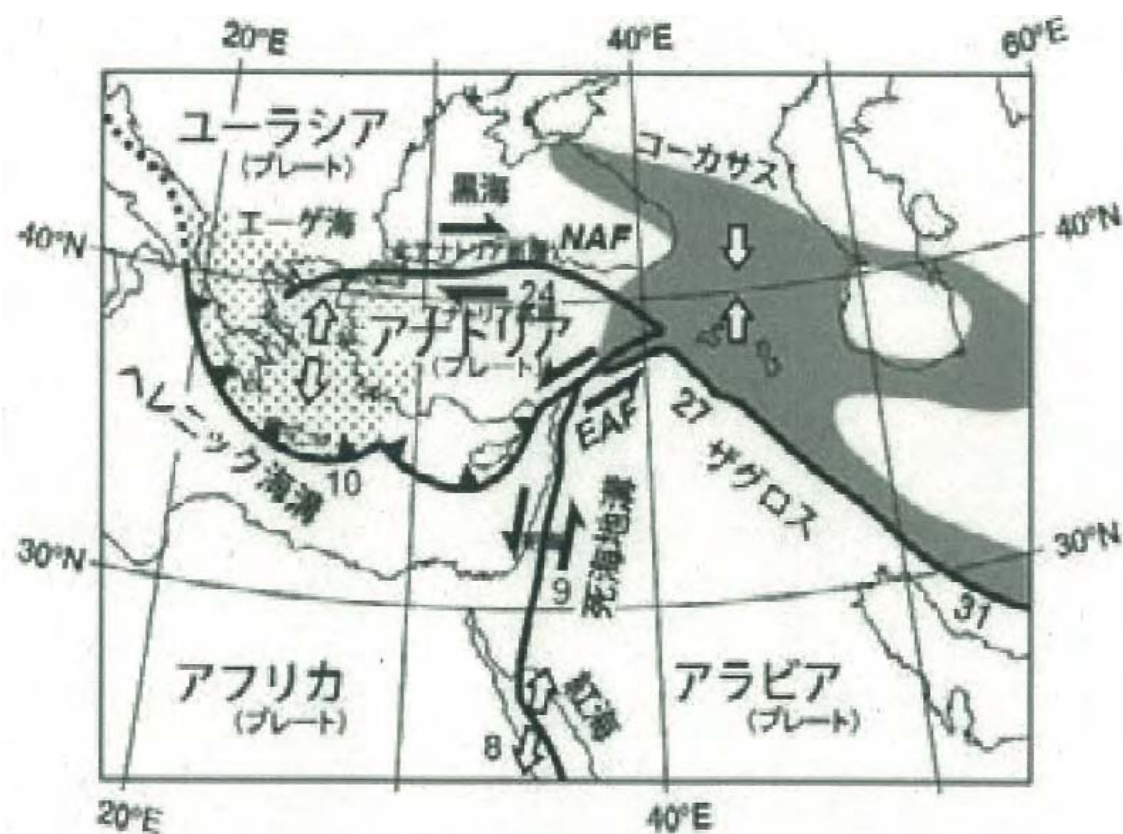 20°E
40°E
60°E
ユーラシア
(プレート)
コーカサス
黒海
エーゲ海
NAF
40°N
40°N
24
アナトリア
(プレート)
ヘレニック海溝
EAF
27
ザグロス
10
死海地溝
30°N
30°N
9
31
アフリカ
(プレート)
紅海
アラビア
(プレート)
8
20°E
40°E